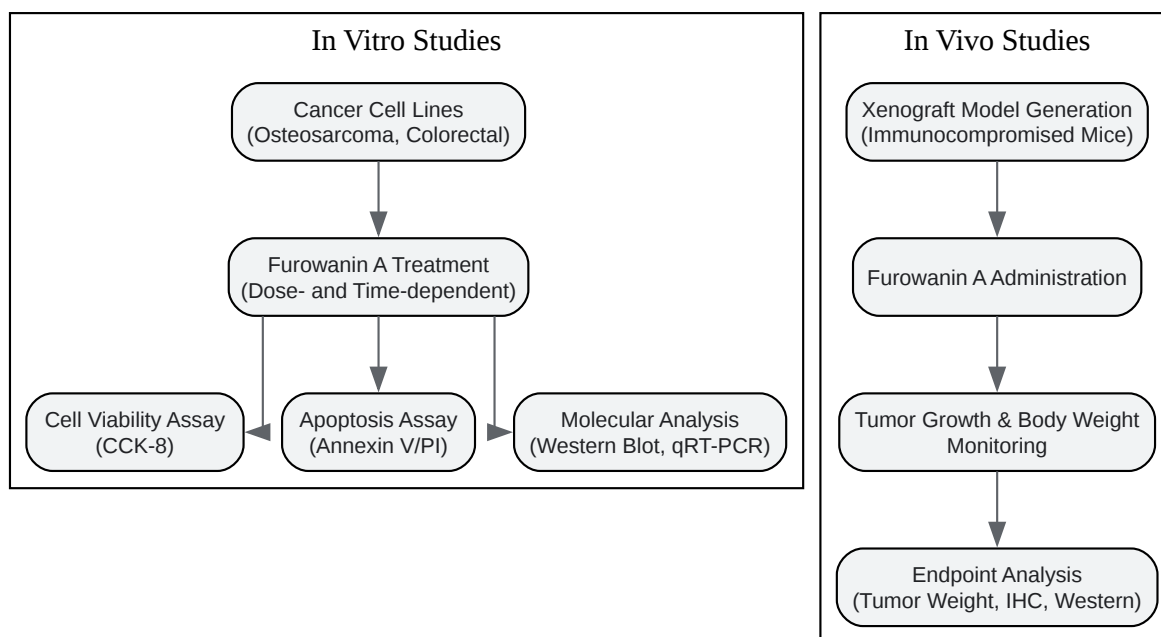 In Vitro Studies
Cancer Cell Lines
(Osteosarcoma, Colorectal)
Furowanin A Treatment
(Dose- and Time-dependent)
Cell Viability Assay
(CCK-8)
Apoptosis Assay
(Annexin V/PI)
Molecular Analysis
(Western Blot, qRT-PCR)
In Vivo Studies
Xenograft Model Generation
(Immunocompromised Mice)
Furowanin A Administration
Tumor Growth & Body Weight
Monitoring
Endpoint Analysis
(Tumor Weight, IHC, Western)